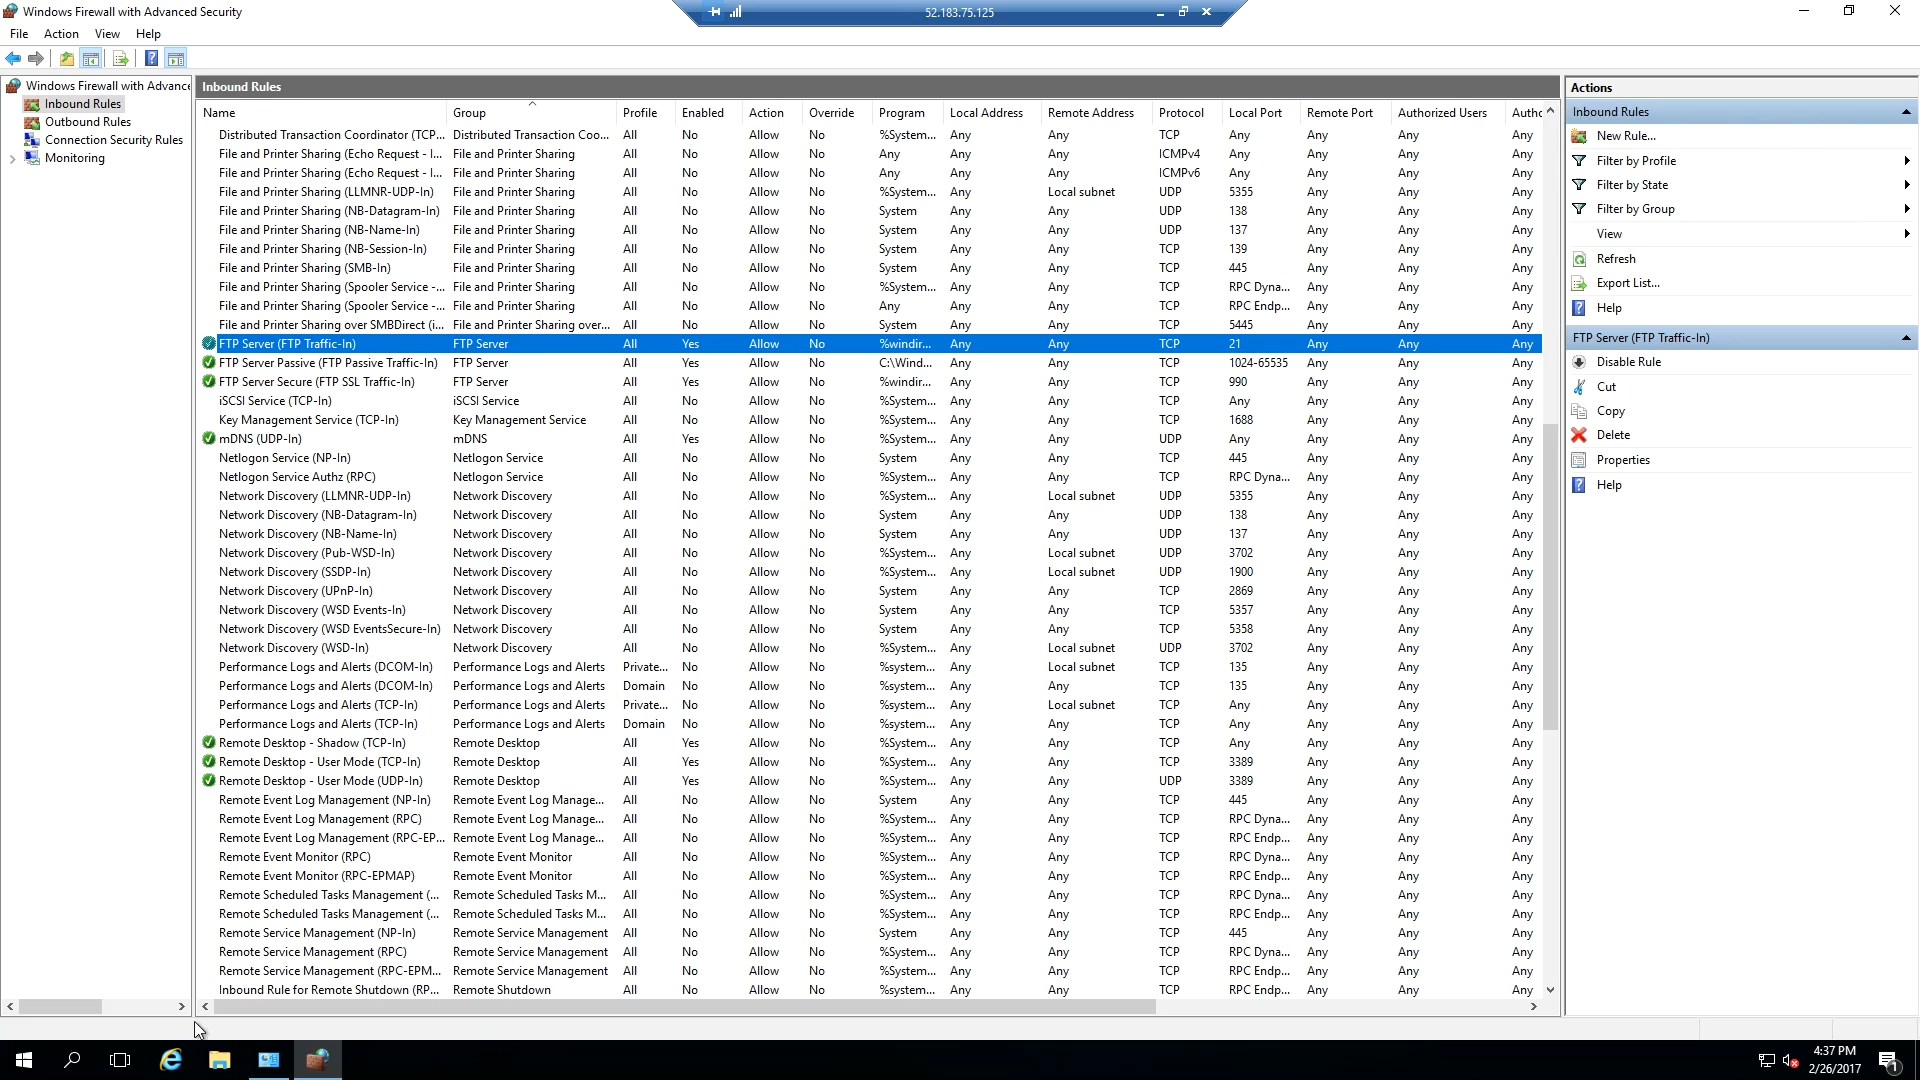 Windows Firewall with Advanced Security
52.183.75.125
File Action View Help
Windows Firewall with Advance
Inbound Rules
Outbound Rules
Connection Security Rules
Monitoring
Inbound Rules
Name Group Profile Enabled Action Override Program Local Address Remote Address Protocol Local Port Remote Port Authorized Users Autho
Distributed Transaction Coordinator (TCP... Distributed Transaction Coo... All No Allow No %System... Any Any TCP Any Any Any Any
File and Printer Sharing (Echo Request - I... File and Printer Sharing All No Allow No Any Any Any ICMPv4 Any Any Any Any
File and Printer Sharing (Echo Request - I... File and Printer Sharing All No Allow No Any Any Any ICMPv6 Any Any Any Any
File and Printer Sharing (LLMNR-UDP-In) File and Printer Sharing All No Allow No %System... Any Local subnet UDP 5355 Any Any Any
File and Printer Sharing (NB-Datagram-In) File and Printer Sharing All No Allow No System Any Any UDP 138 Any Any Any
File and Printer Sharing (NB-Name-In) File and Printer Sharing All No Allow No System Any Any UDP 137 Any Any Any
File and Printer Sharing (NB-Session-In) File and Printer Sharing All No Allow No System Any Any TCP 139 Any Any Any
File and Printer Sharing (SMB-In) File and Printer Sharing All No Allow No System Any Any TCP 445 Any Any Any
File and Printer Sharing (Spooler Service -... File and Printer Sharing All No Allow No %System... Any Any TCP RPC Dyna... Any Any Any
File and Printer Sharing (Spooler Service -... File and Printer Sharing All No Allow No Any Any Any TCP RPC Endp... Any Any Any
File and Printer Sharing over SMBDirect (i... File and Printer Sharing over... All No Allow No System Any Any TCP 5445 Any Any Any
FTP Server (FTP Traffic-In) FTP Server All Yes Allow No %windir... Any Any TCP 21 Any Any Any
FTP Server Passive (FTP Passive Traffic-In) FTP Server All Yes Allow No C:\Wind... Any Any TCP 1024-65535 Any Any Any
FTP Server Secure (FTP SSL Traffic-In) FTP Server All Yes Allow No %windir... Any Any TCP 990 Any Any Any
iSCSI Service (TCP-In) iSCSI Service All No Allow No %System... Any Any TCP Any Any Any Any
Key Management Service (TCP-In) Key Management Service All No Allow No %System... Any Any TCP 1688 Any Any Any
mDNS (UDP-In) mDNS All Yes Allow No %System... Any Any UDP Any Any Any Any
Netlogon Service (NP-In) Netlogon Service All No Allow No System Any Any TCP 445 Any Any Any
Netlogon Service Authz (RPC) Netlogon Service All No Allow No %System... Any Any TCP RPC Dyna... Any Any Any
Network Discovery (LLMNR-UDP-In) Network Discovery All No Allow No %System... Any Local subnet UDP 5355 Any Any Any
Network Discovery (NB-Datagram-In) Network Discovery All No Allow No System Any Any UDP 138 Any Any Any
Network Discovery (NB-Name-In) Network Discovery All No Allow No System Any Any UDP 137 Any Any Any
Network Discovery (Pub-WSD-In) Network Discovery All No Allow No %System... Any Local subnet UDP 3702 Any Any Any
Network Discovery (SSDP-In) Network Discovery All No Allow No %System... Any Local subnet UDP 1900 Any Any Any
Network Discovery (UPnP-In) Network Discovery All No Allow No System Any Any TCP 2869 Any Any Any
Network Discovery (WSD Events-In) Network Discovery All No Allow No System Any Any TCP 5357 Any Any Any
Network Discovery (WSD EventsSecure-In) Network Discovery All No Allow No System Any Any TCP 5358 Any Any Any
Network Discovery (WSD-In) Network Discovery All No Allow No %System... Any Local subnet UDP 3702 Any Any Any
Performance Logs and Alerts (DCOM-In) Performance Logs and Alerts Private... No Allow No %system... Any Local subnet TCP 135 Any Any Any
Performance Logs and Alerts (DCOM-In) Performance Logs and Alerts Domain No Allow No %system... Any Any TCP 135 Any Any Any
Performance Logs and Alerts (TCP-In) Performance Logs and Alerts Private... No Allow No %system... Any Local subnet TCP Any Any Any Any
Performance Logs and Alerts (TCP-In) Performance Logs and Alerts Domain No Allow No %system... Any Any TCP Any Any Any Any
Remote Desktop - Shadow (TCP-In) Remote Desktop All Yes Allow No %System... Any Any TCP Any Any Any Any
Remote Desktop - User Mode (TCP-In) Remote Desktop All Yes Allow No %System... Any Any TCP 3389 Any Any Any
Remote Desktop - User Mode (UDP-In) Remote Desktop All Yes Allow No %System... Any Any UDP 3389 Any Any Any
Remote Event Log Management (NP-In) Remote Event Log Manage... All No Allow No System Any Any TCP 445 Any Any Any
Remote Event Log Management (RPC) Remote Event Log Manage... All No Allow No %System... Any Any TCP RPC Dyna... Any Any Any
Remote Event Log Management (RPC-EP... Remote Event Log Manage... All No Allow No %System... Any Any TCP RPC Endp... Any Any Any
Remote Event Monitor (RPC) Remote Event Monitor All No Allow No %System... Any Any TCP RPC Dyna... Any Any Any
Remote Event Monitor (RPC-EPMAP) Remote Event Monitor All No Allow No %System... Any Any TCP RPC Endp... Any Any Any
Remote Scheduled Tasks Management (... Remote Scheduled Tasks M... All No Allow No %System... Any Any TCP RPC Dyna... Any Any Any
Remote Scheduled Tasks Management (... Remote Scheduled Tasks M... All No Allow No %System... Any Any TCP RPC Endp... Any Any Any
Remote Service Management (NP-In) Remote Service Management All No Allow No System Any Any TCP 445 Any Any Any
Remote Service Management (RPC) Remote Service Management All No Allow No %System... Any Any TCP RPC Dyna... Any Any Any
Remote Service Management (RPC-EPM... Remote Service Management All No Allow No %System... Any Any TCP RPC Endp... Any Any Any
Inbound Rule for Remote Shutdown (RP... Remote Shutdown All No Allow No %system... Any Any TCP RPC Endp... Any Any Any
Actions
Inbound Rules
New Rule...
Filter by Profile
Filter by State
Filter by Group
View
Refresh
Export List...
Help
FTP Server (FTP Traffic-In)
Disable Rule
Cut
Copy
Delete
Properties
Help
4:37 PM
2/26/2017
1